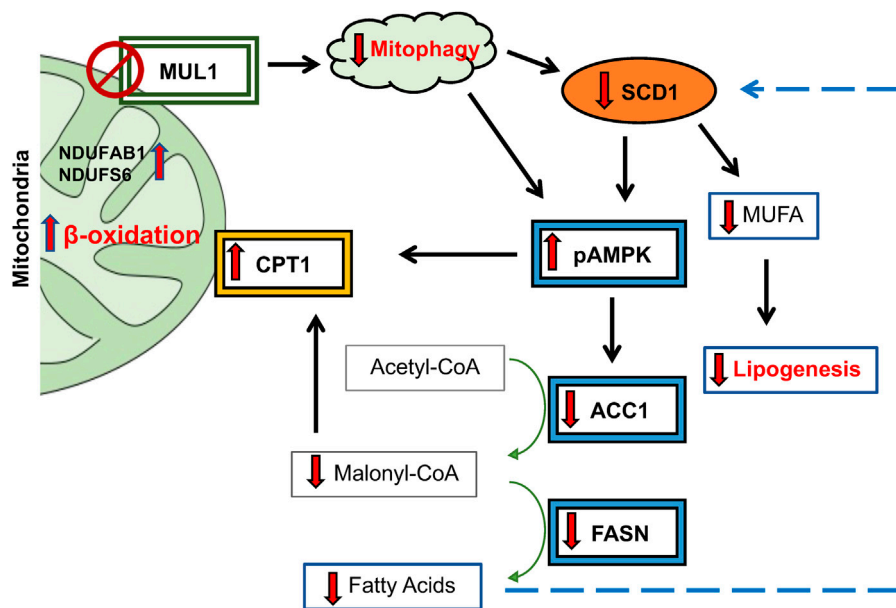 MUL1
Mitophagy
SCD1
NDUFAB1
NDUFS6
Mitochondria
β-oxidation
CPT1
pAMPK
MUFA
Acetyl-CoA
ACC1
Lipogenesis
Malonyl-CoA
FASN
Fatty Acids